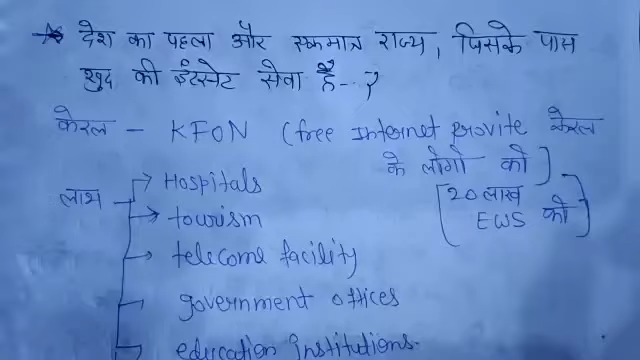 * देश का पहला और एकमात्र राज्य, जिसके पास
खुद की इंटरनेट सेवा है--?
केरल - KFON (free Internet provite केरल
के लोगो को)
[20 लाख
EWS को]
लाभ → Hospitals
→ tourism
→ telecome facility
→ government offices
→ education institutions.